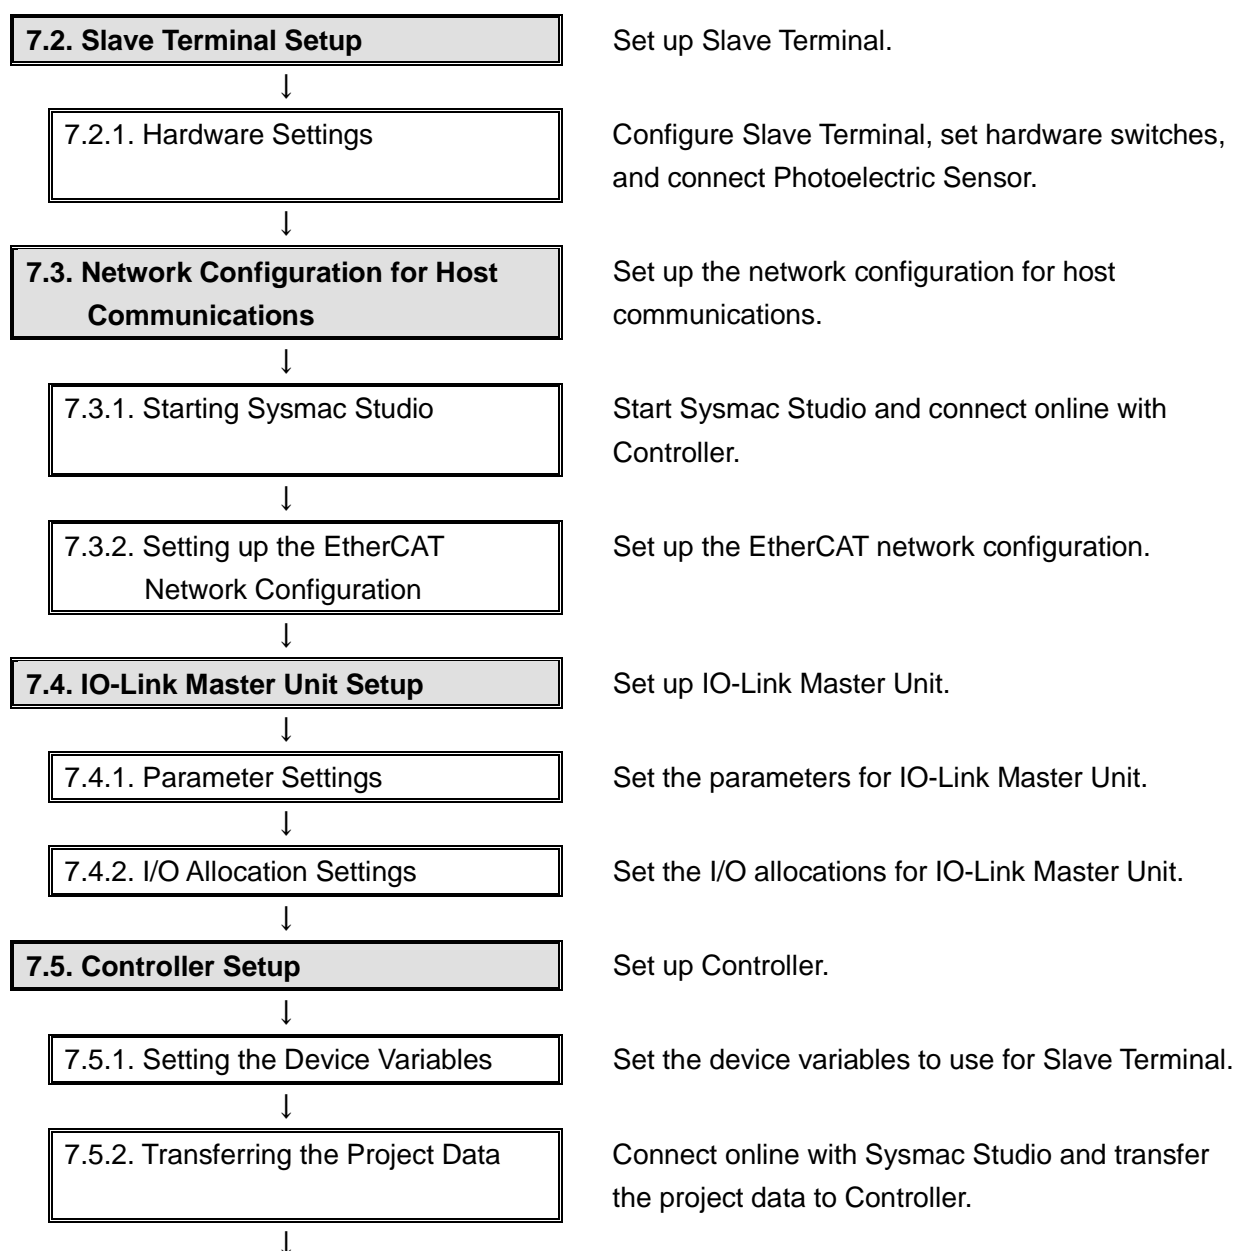 7.2. Slave Terminal Setup
Set up Slave Terminal.
↓
7.2.1. Hardware Settings
Configure Slave Terminal, set hardware switches,
and connect Photoelectric Sensor.
↓
7.3. Network Configuration for Host
Communications
Set up the network configuration for host
communications.
↓
7.3.1. Starting Sysmac Studio
Start Sysmac Studio and connect online with
Controller.
↓
7.3.2. Setting up the EtherCAT
Network Configuration
Set up the EtherCAT network configuration.
↓
7.4. IO-Link Master Unit Setup
Set up IO-Link Master Unit.
↓
7.4.1. Parameter Settings
Set the parameters for IO-Link Master Unit.
↓
7.4.2. I/O Allocation Settings
Set the I/O allocations for IO-Link Master Unit.
↓
7.5. Controller Setup
Set up Controller.
↓
7.5.1. Setting the Device Variables
Set the device variables to use for Slave Terminal.
↓
7.5.2. Transferring the Project Data
Connect online with Sysmac Studio and transfer
the project data to Controller.
↓